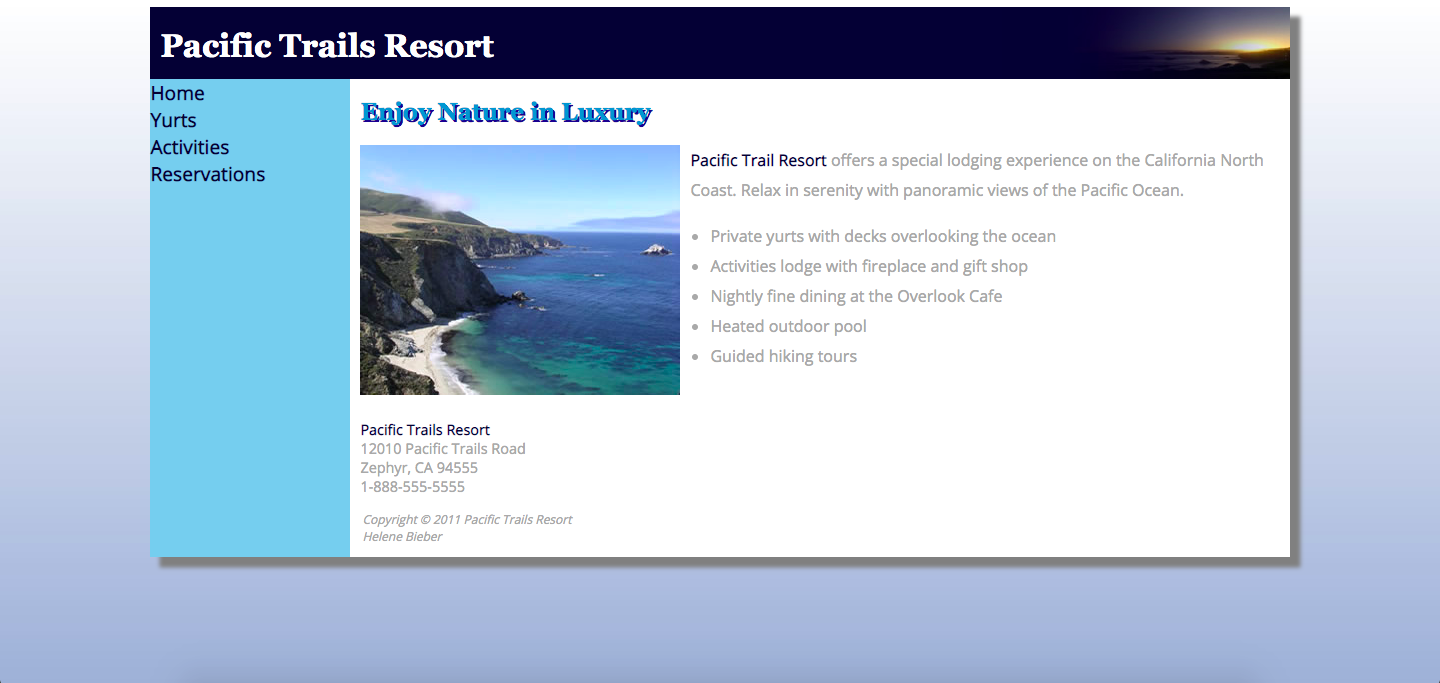 Pacific Trails Resort
Home
Yurts
Activities
Reservations
Enjoy Nature in Luxury
Pacific Trail Resort offers a special lodging experience on the California North
Coast. Relax in serenity with panoramic views of the Pacific Ocean.
• Private yurts with decks overlooking the ocean
• Activities lodge with fireplace and gift shop
• Nightly fine dining at the Overlook Cafe
• Heated outdoor pool
• Guided hiking tours
Pacific Trails Resort
12010 Pacific Trails Road
Zephyr, CA 94555
1-888-555-5555
Copyright © 2011 Pacific Trails Resort
Helene Bieber